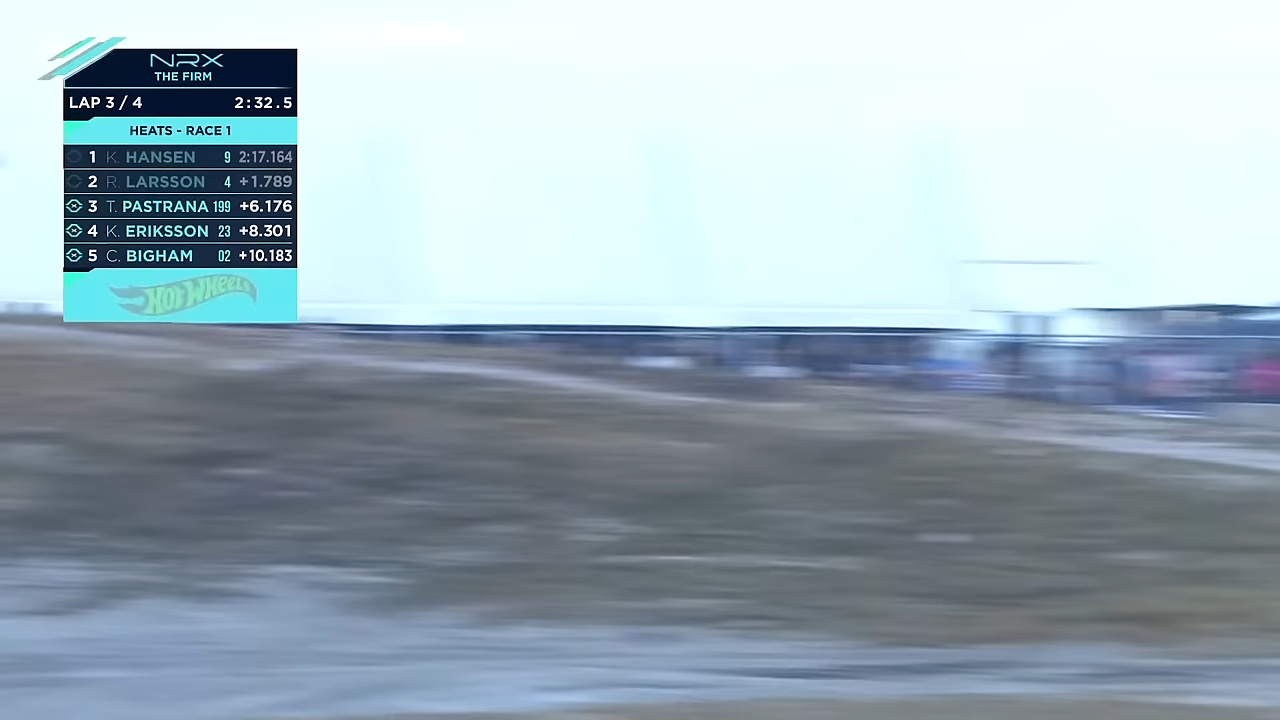 NRX
THE FIRM
LAP 3 / 4 2:32.5
HEATS - RACE 1
1 K. HANSEN 9 2:17.164
2 R. LARSSON 4 +1.789
3 T. PASTRANA 199 +6.176
4 K. ERIKSSON 23 +8.301
5 C. BIGHAM 02 +10.183
HOT WHEELS